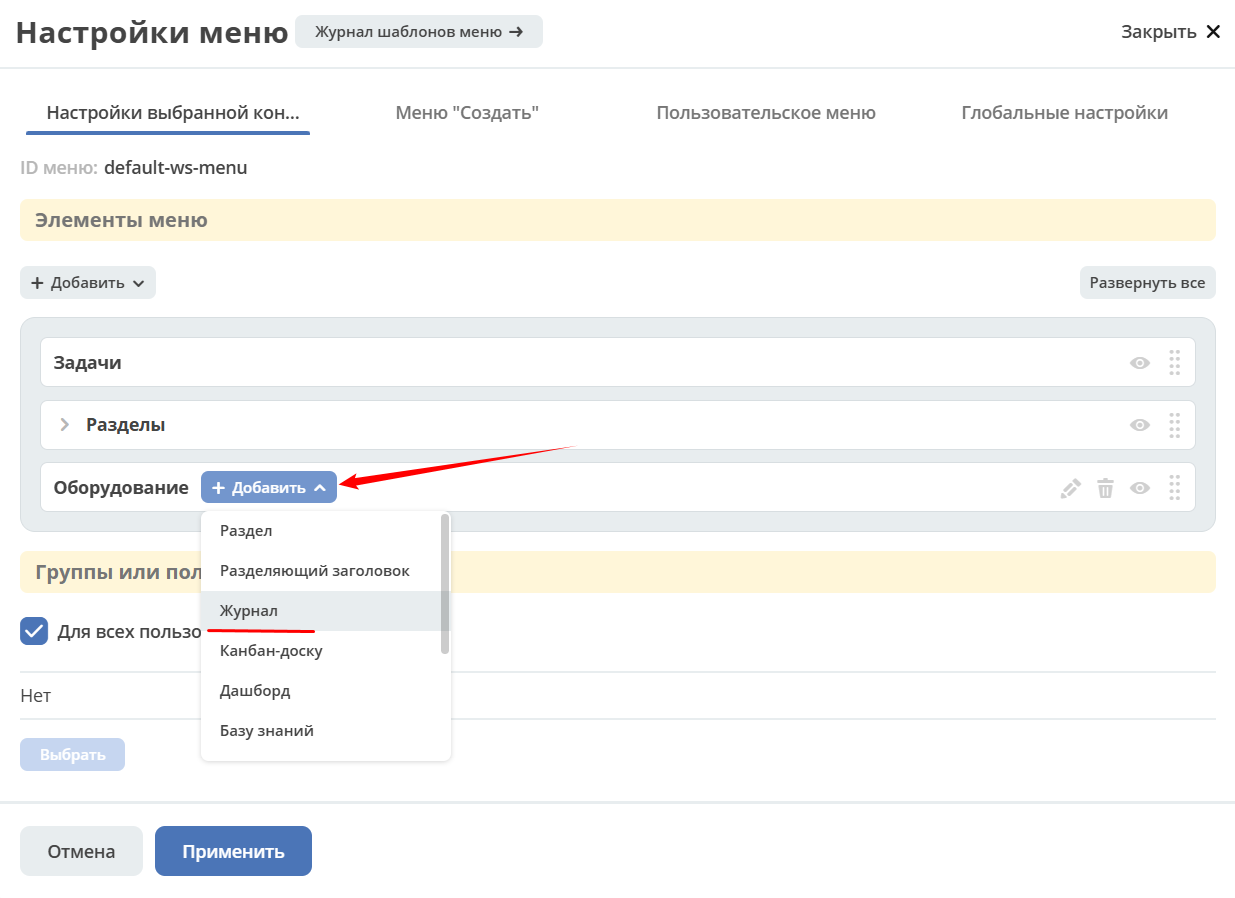 Настройки меню
Журнал шаблонов меню →
Закрыть ✕
Настройки выбранной кон...
Меню "Создать"
Пользовательское меню
Глобальные настройки
ID меню: default-ws-menu
Элементы меню
+ Добавить
Развернуть все
Задачи
Разделы
Оборудование
+ Добавить
Раздел
Разделяющий заголовок
Журнал
Канбан-доску
Дашборд
Базу знаний
Группы или пол
Для всех пользо
Нет
Выбрать
Отмена
Применить